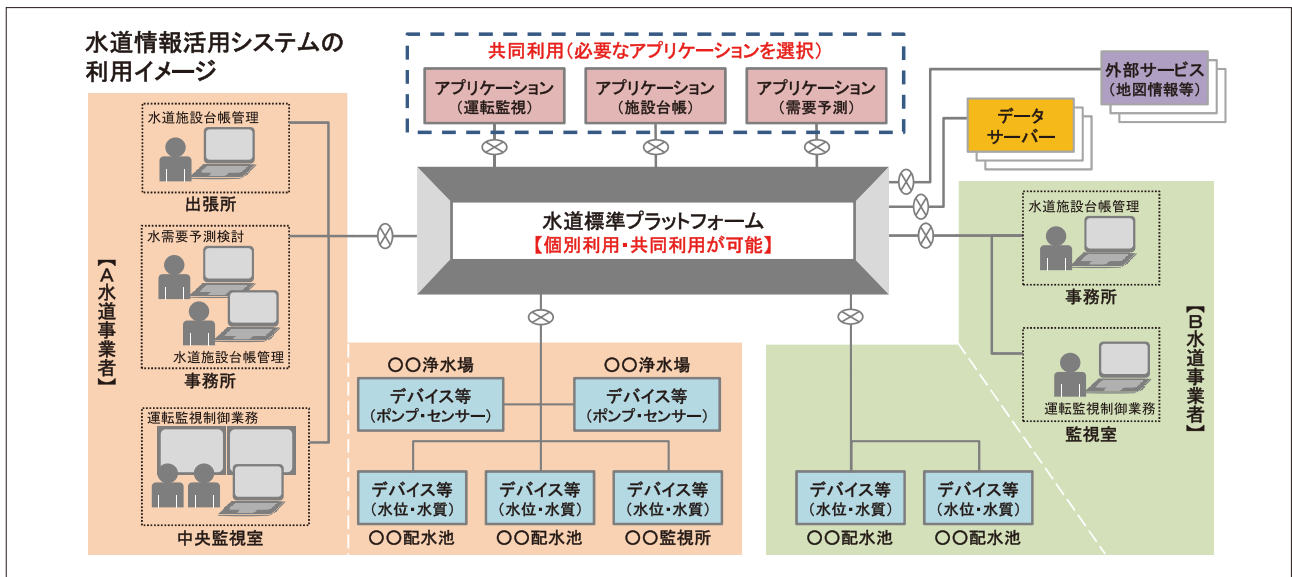 水道情報活用システムの
利用イメージ
共同利用(必要なアプリケーションを選択)
アプリケーション
(運転監視)
アプリケーション
(施設台帳)
アプリケーション
(需要予測)
外部サービス
(地図情報等)
データ
サーバー
水道標準プラットフォーム
【個別利用・共同利用が可能】
【A水道事業者】
水道施設台帳管理
出張所
水需要予測検討
水道施設台帳管理
事務所
運転監視制御業務
中央監視室
〇〇浄水場
デバイス等
(ポンプ・センサー)
〇〇浄水場
デバイス等
(ポンプ・センサー)
デバイス等
(水位・水質)
〇〇配水池
デバイス等
(水位・水質)
〇〇配水池
デバイス等
(水位・水質)
〇〇監視所
デバイス等
(水位・水質)
〇〇配水池
デバイス等
(水位・水質)
〇〇配水池
水道施設台帳管理
事務所
運転監視制御業務
監視室
【B水道事業者】